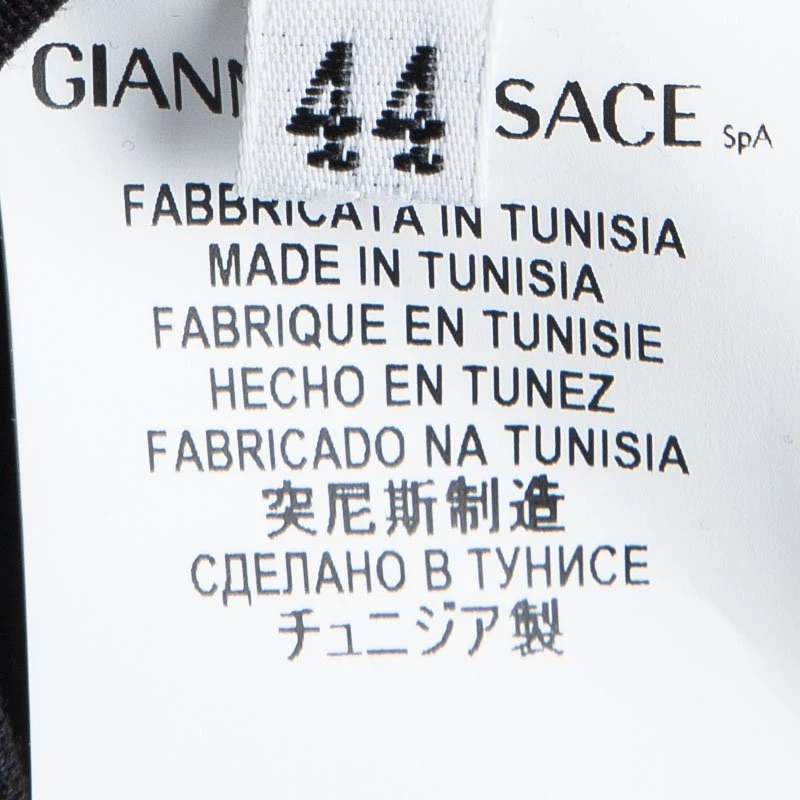 GIANN SACE SpA
44
FABBRICATA IN TUNISIA
MADE IN TUNISIA
FABRIQUE EN TUNISIE
HECHO EN TUNEZ
FABRICADO NA TUNISIA
突尼斯制造
СДЕЛАНО В ТУНИСЕ
チュニジア製